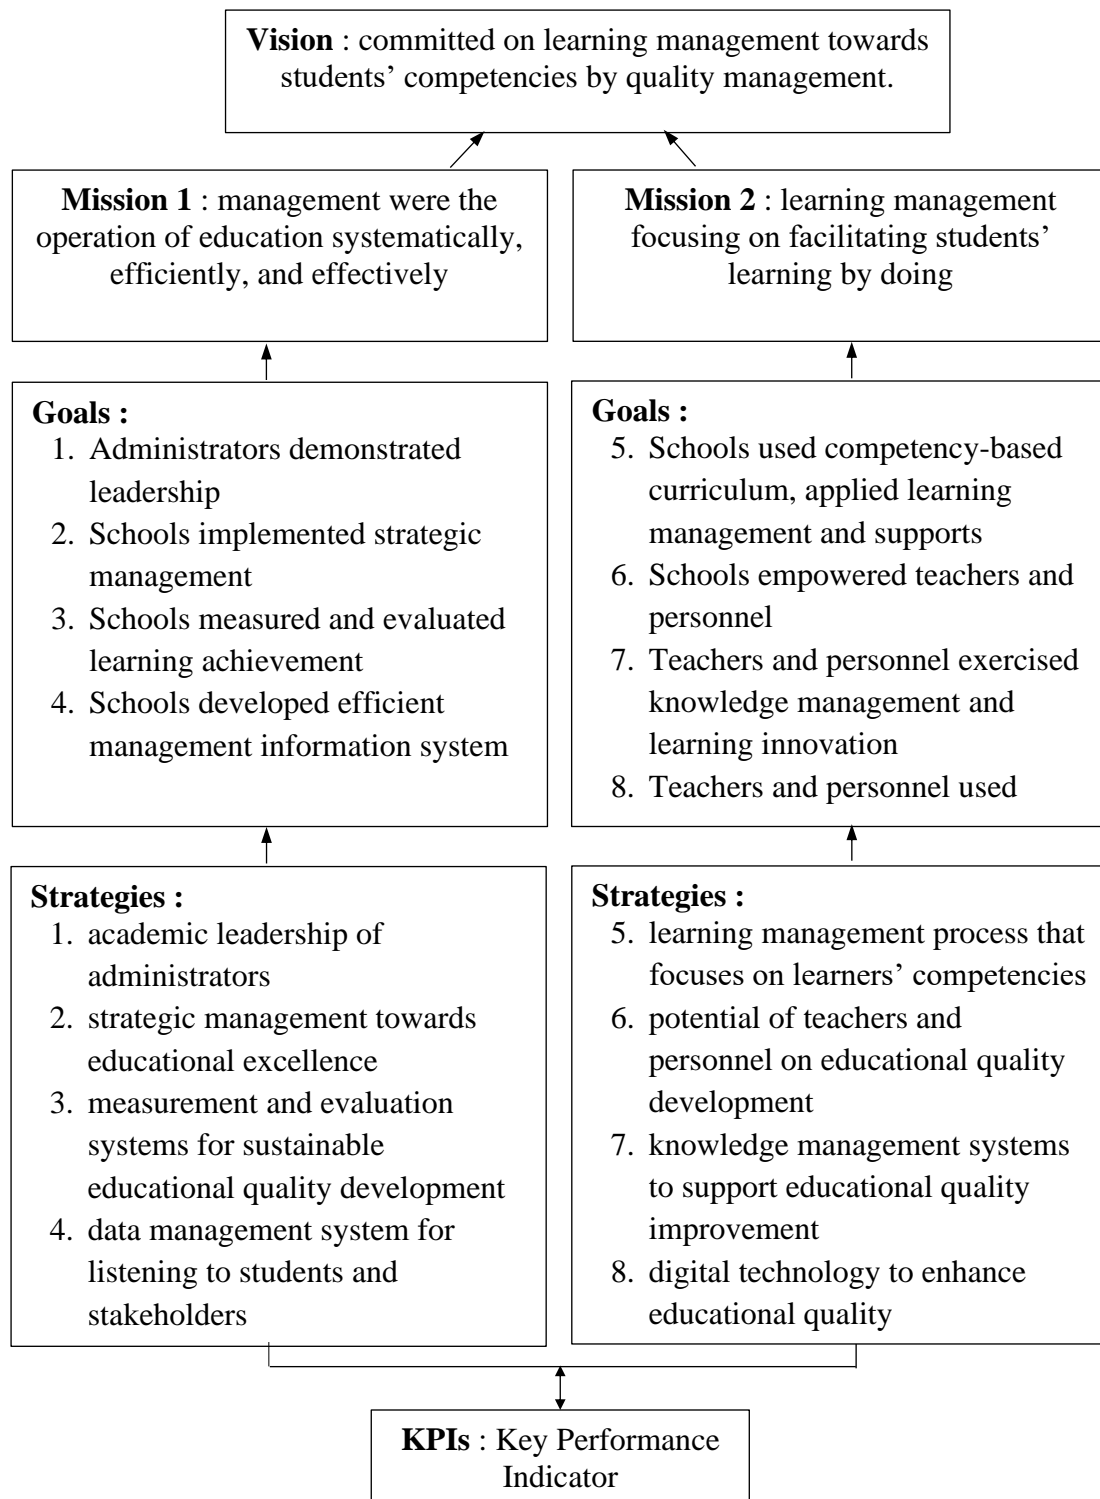 Vision : committed on learning management towards
students’ competencies by quality management.
Mission 1 : management were the
operation of education systematically,
efficiently, and effectively
Mission 2 : learning management
focusing on facilitating students’
learning by doing
Goals :
1. Administrators demonstrated
leadership
2. Schools implemented strategic
management
3. Schools measured and evaluated
learning achievement
4. Schools developed efficient
management information system
Goals :
5. Schools used competency-based
curriculum, applied learning
management and supports
6. Schools empowered teachers and
personnel
7. Teachers and personnel exercised
knowledge management and
learning innovation
8. Teachers and personnel used
Strategies :
1. academic leadership of
administrators
2. strategic management towards
educational excellence
3. measurement and evaluation
systems for sustainable
educational quality development
4. data management system for
listening to students and
stakeholders
Strategies :
5. learning management process that
focuses on learners’ competencies
6. potential of teachers and
personnel on educational quality
development
7. knowledge management systems
to support educational quality
improvement
8. digital technology to enhance
educational quality
KPIs : Key Performance
Indicator